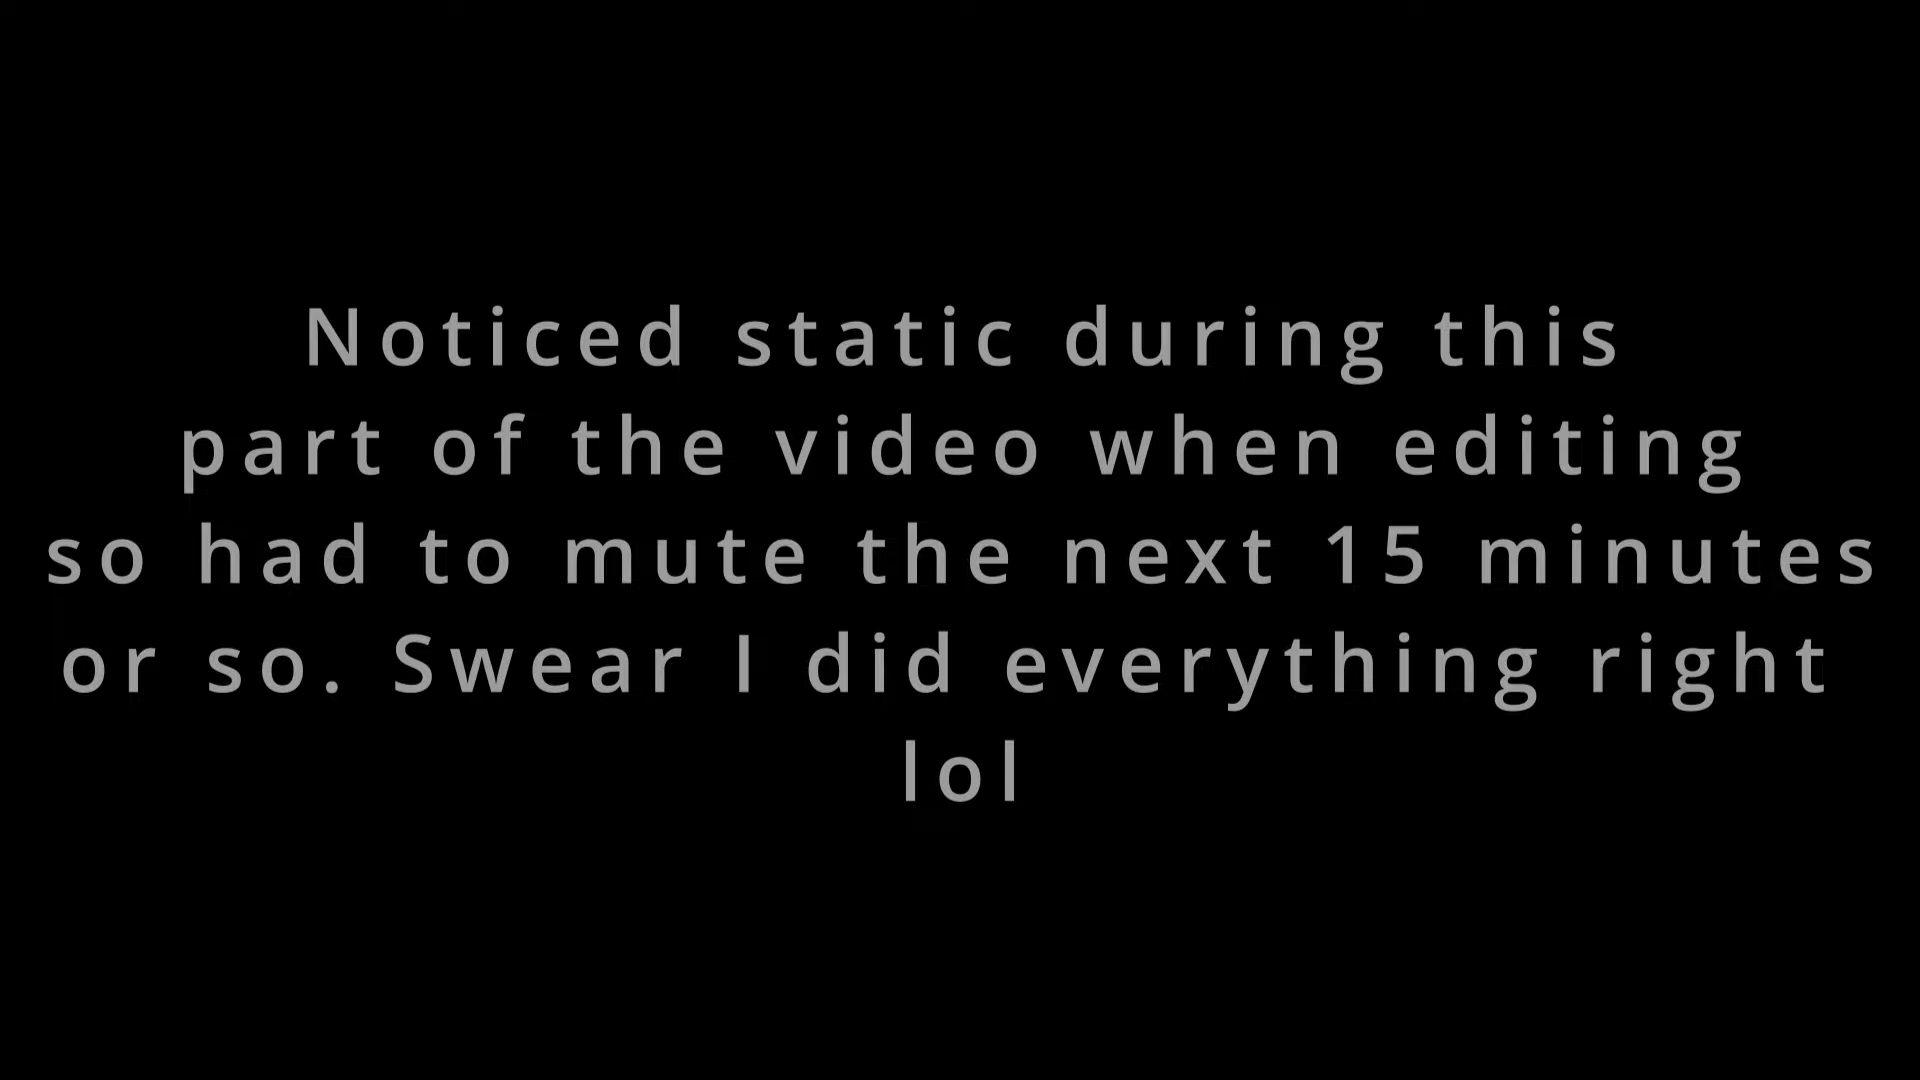 Noticed static during this
part of the video when editing
so had to mute the next 15 minutes
or so. Swear I did everything right
lol